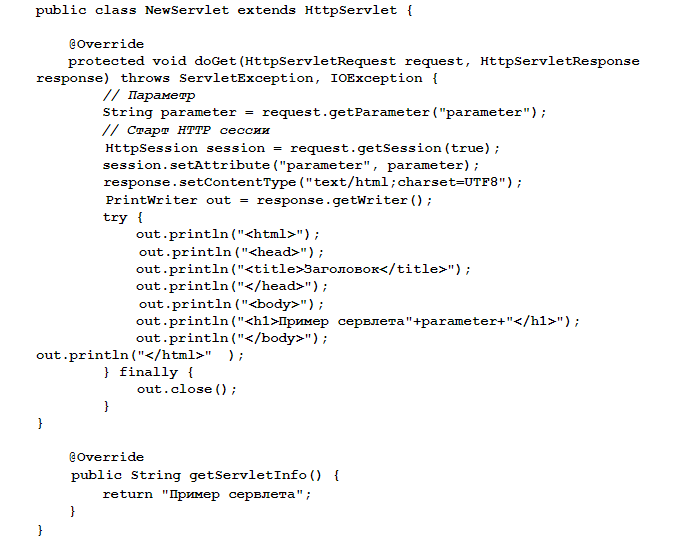 public class NewServlet extends HttpServlet {
@Override
protected void doGet(HttpServletRequest request, HttpServletResponse
response) throws ServletException, IOException {
// Параметр
String parameter = request.getParameter("parameter");
// Старт HTTP сессии
HttpSession session = request.getSession(true);
session.setAttribute("parameter", parameter);
response.setContentType("text/html;charset=UTF8");
PrintWriter out = response.getWriter();
try {
out.println("<html>");
out.println("<head>");
out.println("<title>Заголовок</title>");
out.println("</head>");
out.println("<body>");
out.println("<h1>Пример сервлета"+parameter+"</h1>");
out.println("</body>");
out.println("</html>"  );
} finally {
out.close();
}
}
@Override
public String getServletInfo() {
return "Пример сервлета";
}
}